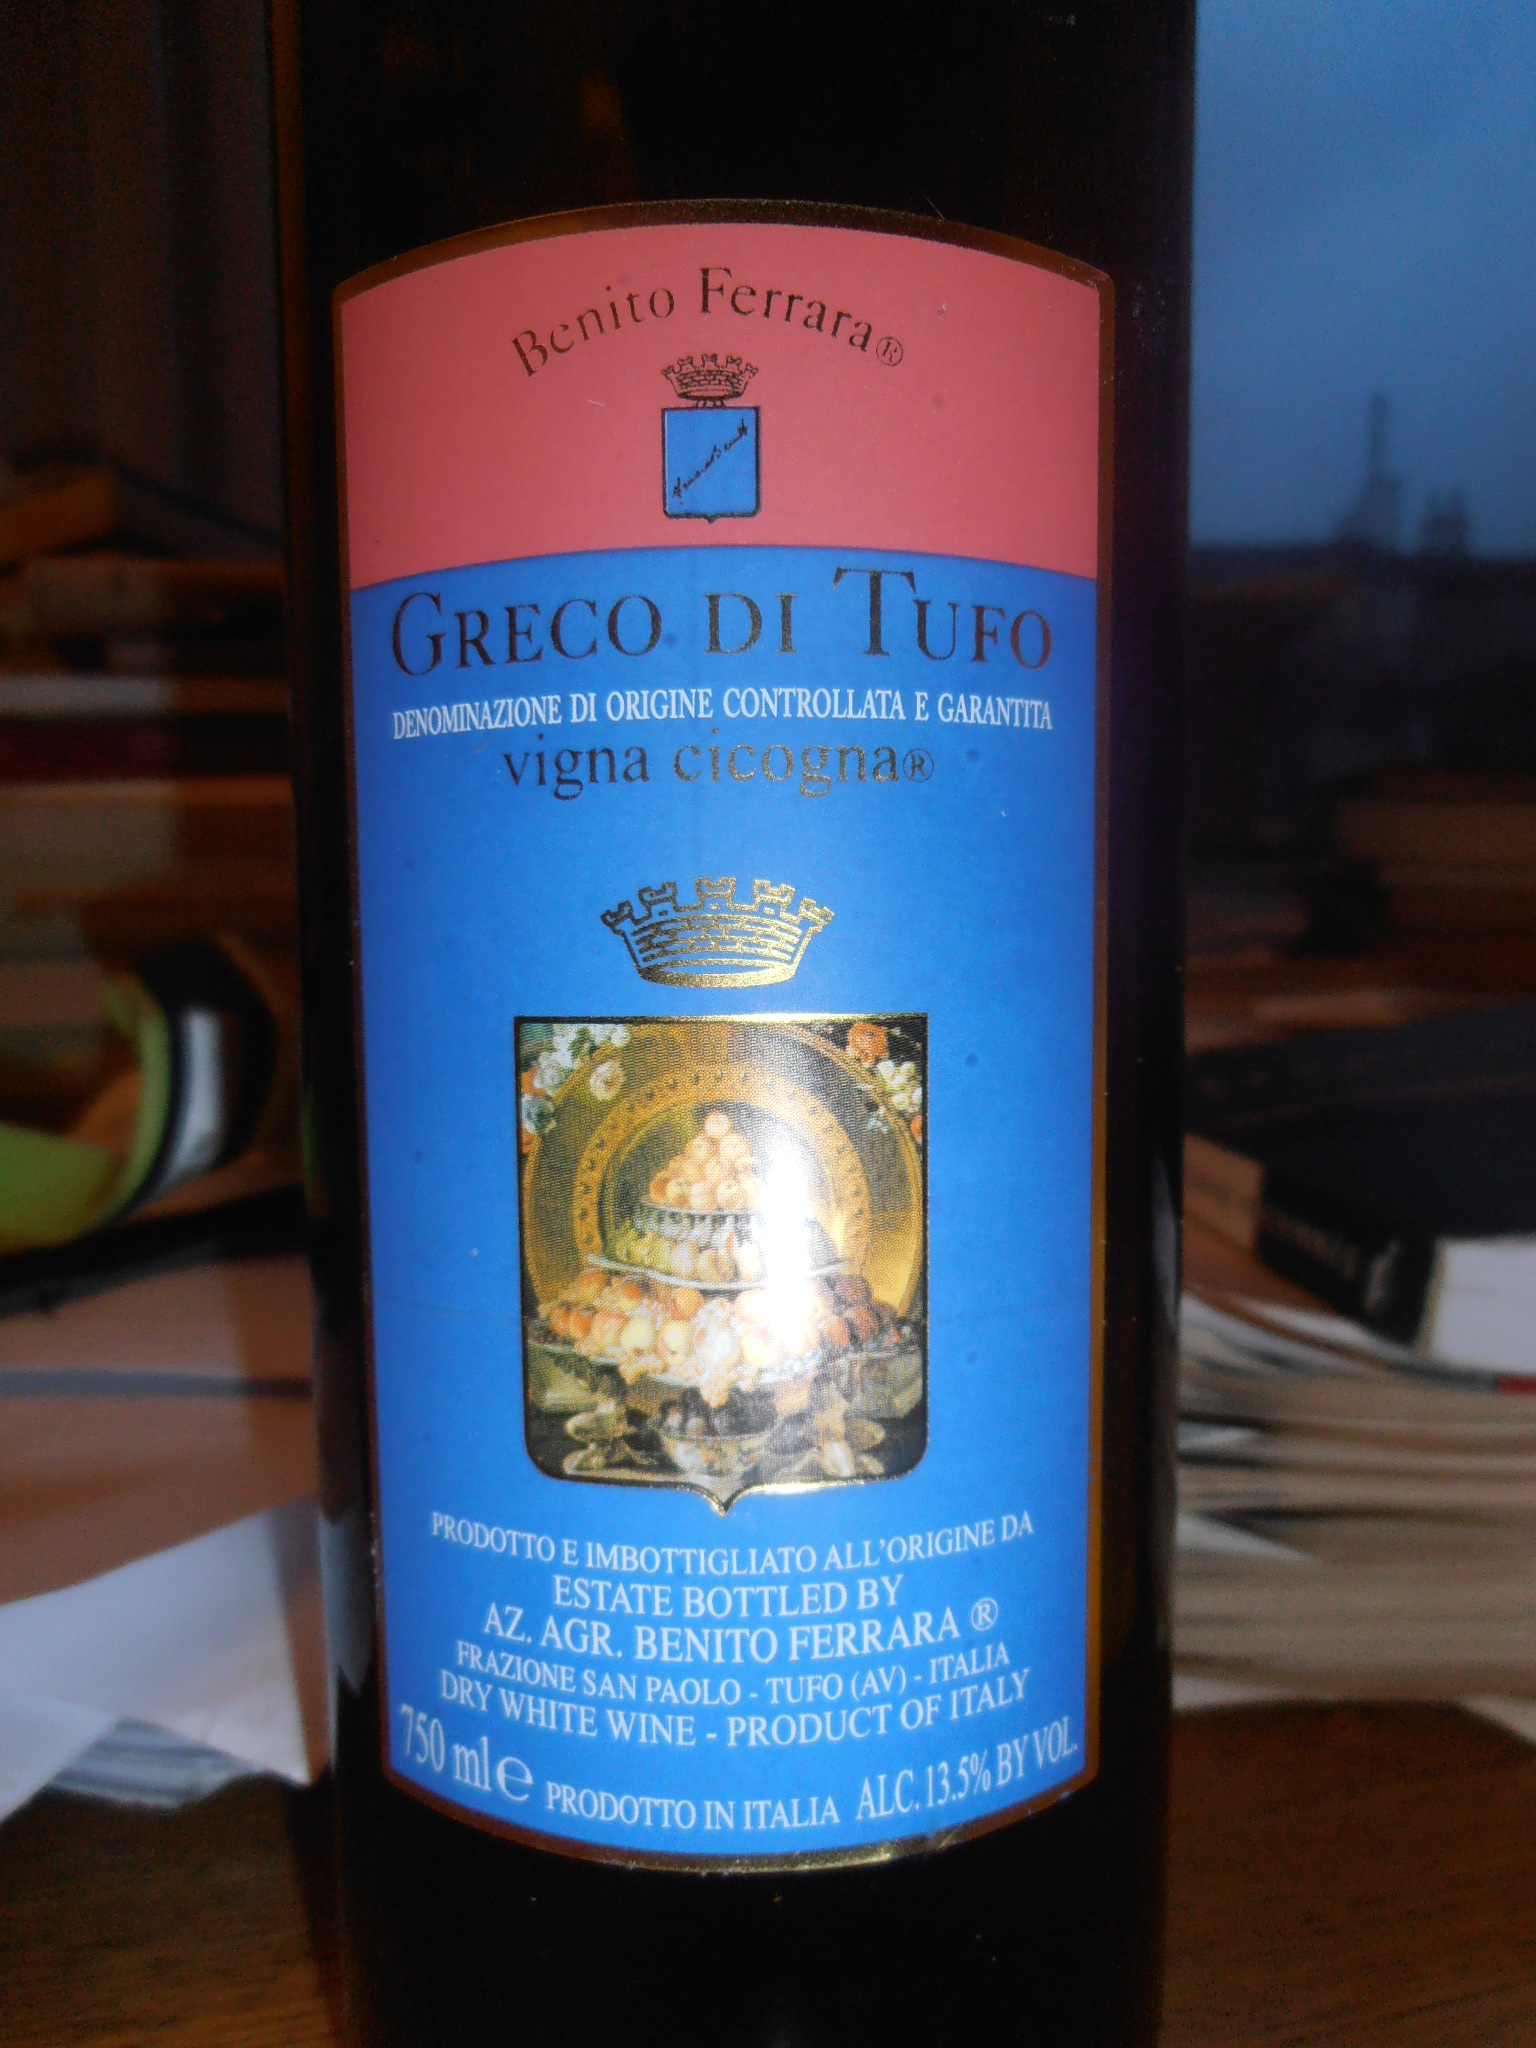 Benito Ferrara®
GRECO DI TUFO
DENOMINAZIONE DI ORIGINE CONTROLLATA E GARANTITA
vigna cicogna®
PRODOTTO E IMBOTTIGLIATO ALL'ORIGINE DA
ESTATE BOTTLED BY
AZ. AGR. BENITO FERRARA ®
FRAZIONE SAN PAOLO - TUFO (AV) - ITALIA
DRY WHITE WINE - PRODUCT OF ITALY
750 ml e PRODOTTO IN ITALIA ALC. 13.5% BY VOL.